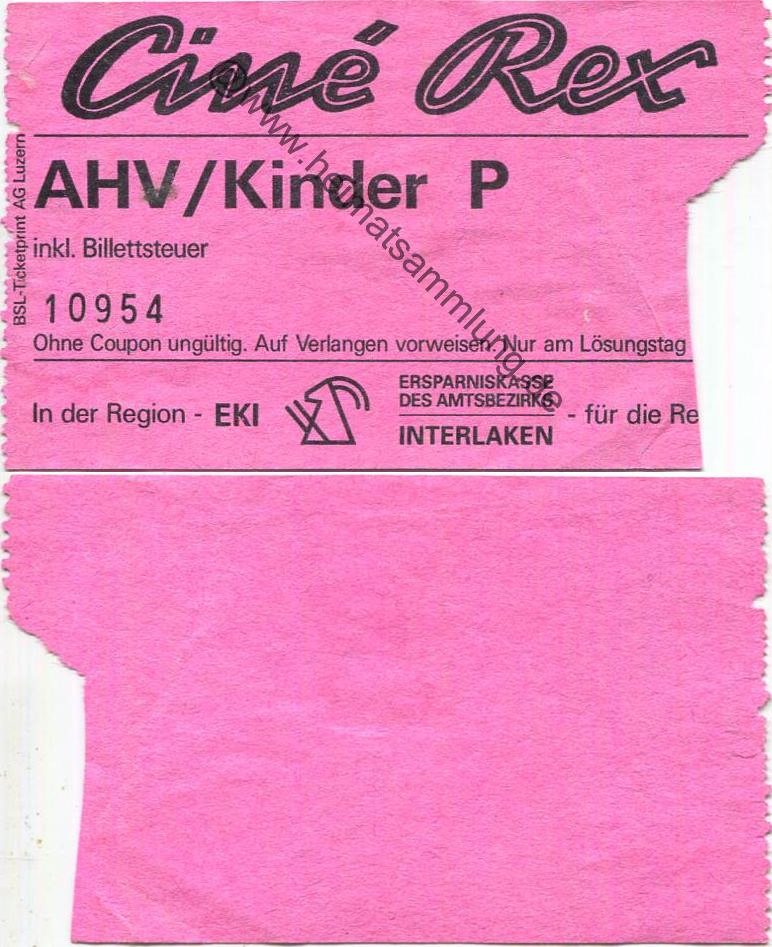 Ciné Rex
AHV/Kinder P
BSL-Ticketprint AG Luzern
inkl. Billettsteuer
10954
Ohne Coupon ungültig. Auf Verlangen vorweisen. Nur am Lösungstag
In der Region - EKI
ERSPARNISKASSE
DES AMTSBEZIRKS
INTERLAKEN
- für die Re
@www.heimatsammlung.de